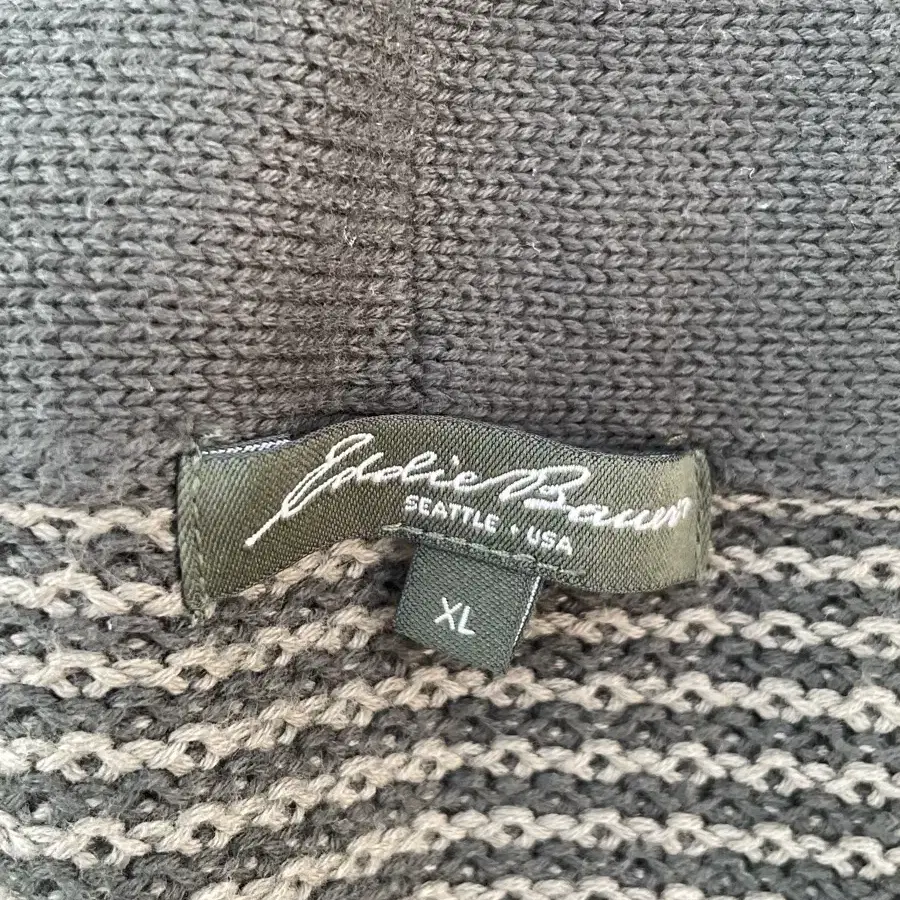 Eddie Bauer
SEATTLE • USA
XL